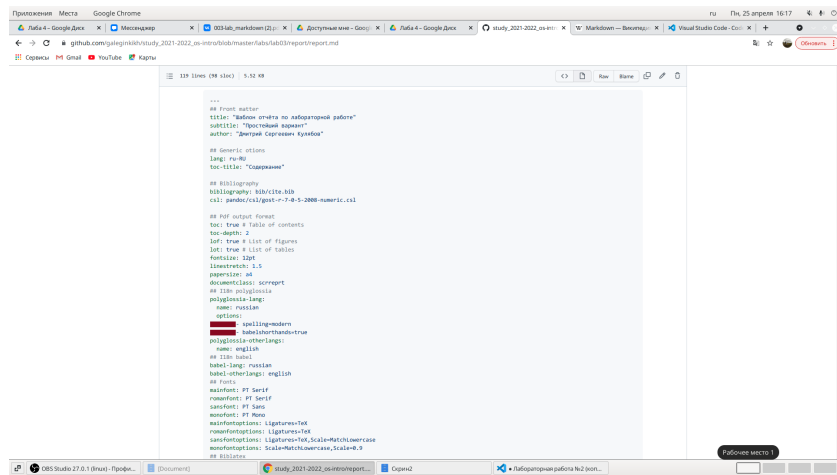 Приложения Места Google Chrome ru Пн, 25 апреля 16:17
Лаба 4 – Google Диск Мессенджер 003-lab_markdown (2).pd Доступные мне – Googl Лаба 4 – Google Диск study_2021-2022_os-intro Markdown — Википеди Visual Studio Code - Cod
github.com/galeginkikh/study_2021-2022_os-intro/blob/master/labs/lab03/report/report.md Обновить
Сервисы Gmail YouTube Карты
119 lines (98 sloc) 5.52 KB Raw Blame
---
## Front matter
title: "Шаблон отчёта по лабораторной работе"
subtitle: "Простейший вариант"
author: "Дмитрий Сергеевич Кулябов"
## Generic otions
lang: ru-RU
toc-title: "Содержание"
## Bibliography
bibliography: bib/cite.bib
csl: pandoc/csl/gost-r-7-0-5-2008-numeric.csl
## Pdf output format
toc: true # Table of contents
toc-depth: 2
lof: true # List of figures
lot: true # List of tables
fontsize: 12pt
linestretch: 1.5
papersize: a4
documentclass: scrreprt
## I18n polyglossia
polyglossia-lang:
name: russian
options:
- spelling=modern
- babelshorthands=true
polyglossia-otherlangs:
name: english
## I18n babel
babel-lang: russian
babel-otherlangs: english
## Fonts
mainfont: PT Serif
romanfont: PT Serif
sansfont: PT Sans
monofont: PT Mono
mainfontoptions: Ligatures=TeX
romanfontoptions: Ligatures=TeX
sansfontoptions: Ligatures=TeX,Scale=MatchLowercase
monofontoptions: Scale=MatchLowercase,Scale=0.9
## Biblatex
Рабочее место 1
OBS Studio 27.0.1 (linux) - Профи... [Document] study_2021-2022_os-intro/report.... Скрин2 • Лабораторная работа №2 (коп...